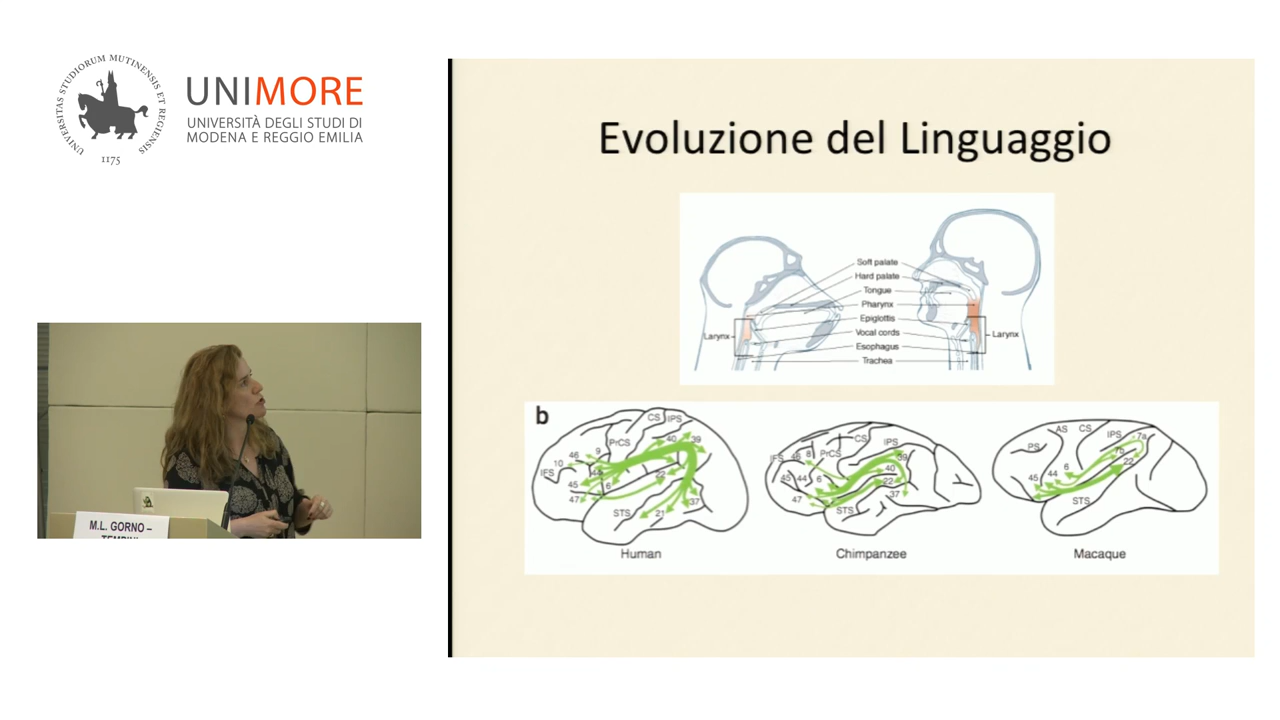 UNIVERSITAS STUDIORUM MUTINENSIS ET REGIENSIS
1175
UNIMORE
UNIVERSITÀ DEGLI STUDI DI
MODENA E REGGIO EMILIA
M.L. GORNO –
Evoluzione del Linguaggio
Soft palate
Hard palate
Tongue
Pharynx
Epiglottis
Vocal cords
Esophagus
Trachea
Larynx
Larynx
b
CS IPS
PrCS
40 39
9
46
10
IFS
44
45
6
22
47
37
STS
21
Human
CS
IPS
PrCS
8
46
IFS
39
40
45 44 6
22
47
37
STS
Chimpanzee
AS CS
PS
IPS
7a
7b
22
6
44
45
STS
Macaque